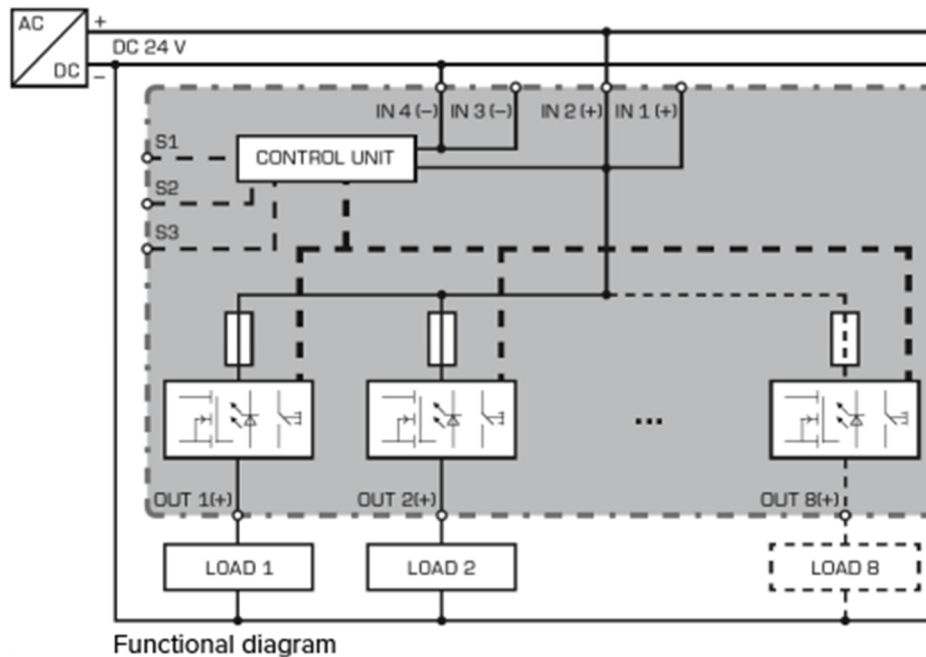 AC
+
DC 24 V
DC
–
IN 4 (–) IN 3 (–) IN 2 (+) IN 1 (+)
S1
CONTROL UNIT
S2
S3
...
OUT 1(+) OUT 2(+) OUT 8(+)
LOAD 1 LOAD 2 LOAD 8
Functional diagram